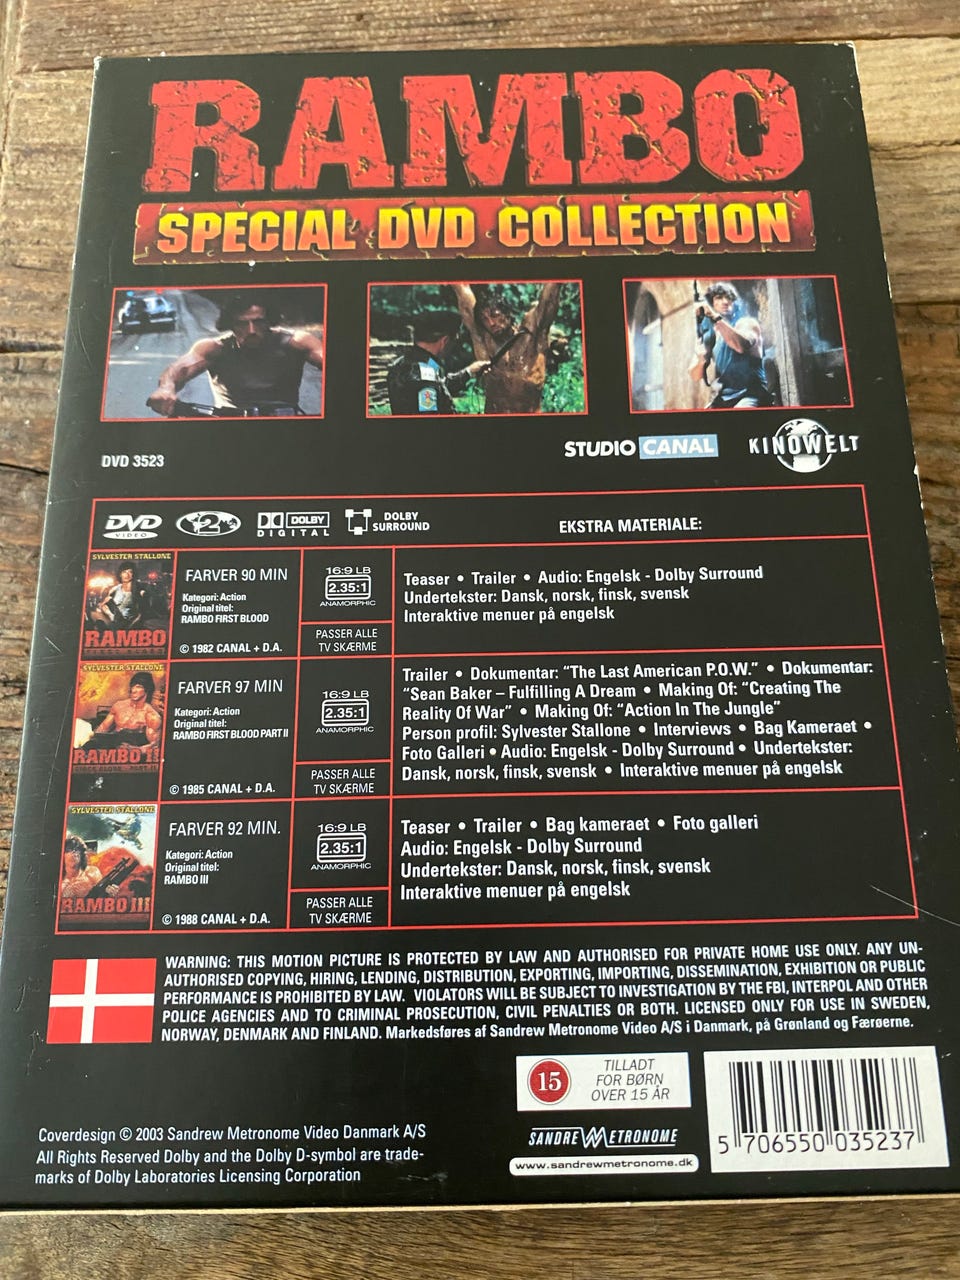 RAMBO
SPECIAL DVD COLLECTION
STUDIO CANAL
KINOWELT
DVD 3523
DVD
VIDEO
2
DOLBY
DIGITAL
DOLBY
SURROUND
EKSTRA MATERIALE:
SYLVESTER STALLONE
RAMBO
FIRST BLOOD
FARVER 90 MIN
Kategori: Action
Original titel:
RAMBO FIRST BLOOD
© 1982 CANAL + D.A.
16:9 LB
2.35:1
ANAMORPHIC
PASSER ALLE
TV SKÆRME
Teaser • Trailer • Audio: Engelsk - Dolby Surround
Undertekster: Dansk, norsk, finsk, svensk
Interaktive menuer på engelsk
SYLVESTER STALLONE
RAMBO II
FIRST BLOOD - PART II
FARVER 97 MIN
Kategori: Action
Original titel:
RAMBO FIRST BLOOD PART II
© 1985 CANAL + D.A.
16:9 LB
2.35:1
ANAMORPHIC
PASSER ALLE
TV SKÆRME
Trailer • Dokumentar: “The Last American P.O.W.” • Dokumentar:
“Sean Baker – Fulfilling A Dream • Making Of: “Creating The
Reality Of War” • Making Of: “Action In The Jungle”
Person profil: Sylvester Stallone • Interviews • Bag Kameraet •
Foto Galleri • Audio: Engelsk - Dolby Surround • Undertekster:
Dansk, norsk, finsk, svensk • Interaktive menuer på engelsk
SYLVESTER STALLONE
RAMBO III
FARVER 92 MIN.
Kategori: Action
Original titel:
RAMBO III
© 1988 CANAL + D.A.
16:9 LB
2.35:1
ANAMORPHIC
PASSER ALLE
TV SKÆRME
Teaser • Trailer • Bag kameraet • Foto galleri
Audio: Engelsk - Dolby Surround
Undertekster: Dansk, norsk, finsk, svensk
Interaktive menuer på engelsk
WARNING: THIS MOTION PICTURE IS PROTECTED BY LAW AND AUTHORISED FOR PRIVATE HOME USE ONLY. ANY UN-
AUTHORISED COPYING, HIRING, LENDING, DISTRIBUTION, EXPORTING, IMPORTING, DISSEMINATION, EXHIBITION OR PUBLIC
PERFORMANCE IS PROHIBITED BY LAW. VIOLATORS WILL BE SUBJECT TO INVESTIGATION BY THE FBI, INTERPOL AND OTHER
POLICE AGENCIES AND TO CRIMINAL PROSECUTION, CIVIL PENALTIES OR BOTH. LICENSED ONLY FOR USE IN SWEDEN,
NORWAY, DENMARK AND FINLAND. Markedsføres af Sandrew Metronome Video A/S i Danmark, på Grønland og Færøerne.
15
TILLADT
FOR BØRN
OVER 15 ÅR
SANDREW METRONOME
www.sandrewmetronome.dk
5 706550 035237
Coverdesign © 2003 Sandrew Metronome Video Danmark A/S
All Rights Reserved Dolby and the Dolby D-symbol are trade-
marks of Dolby Laboratories Licensing Corporation